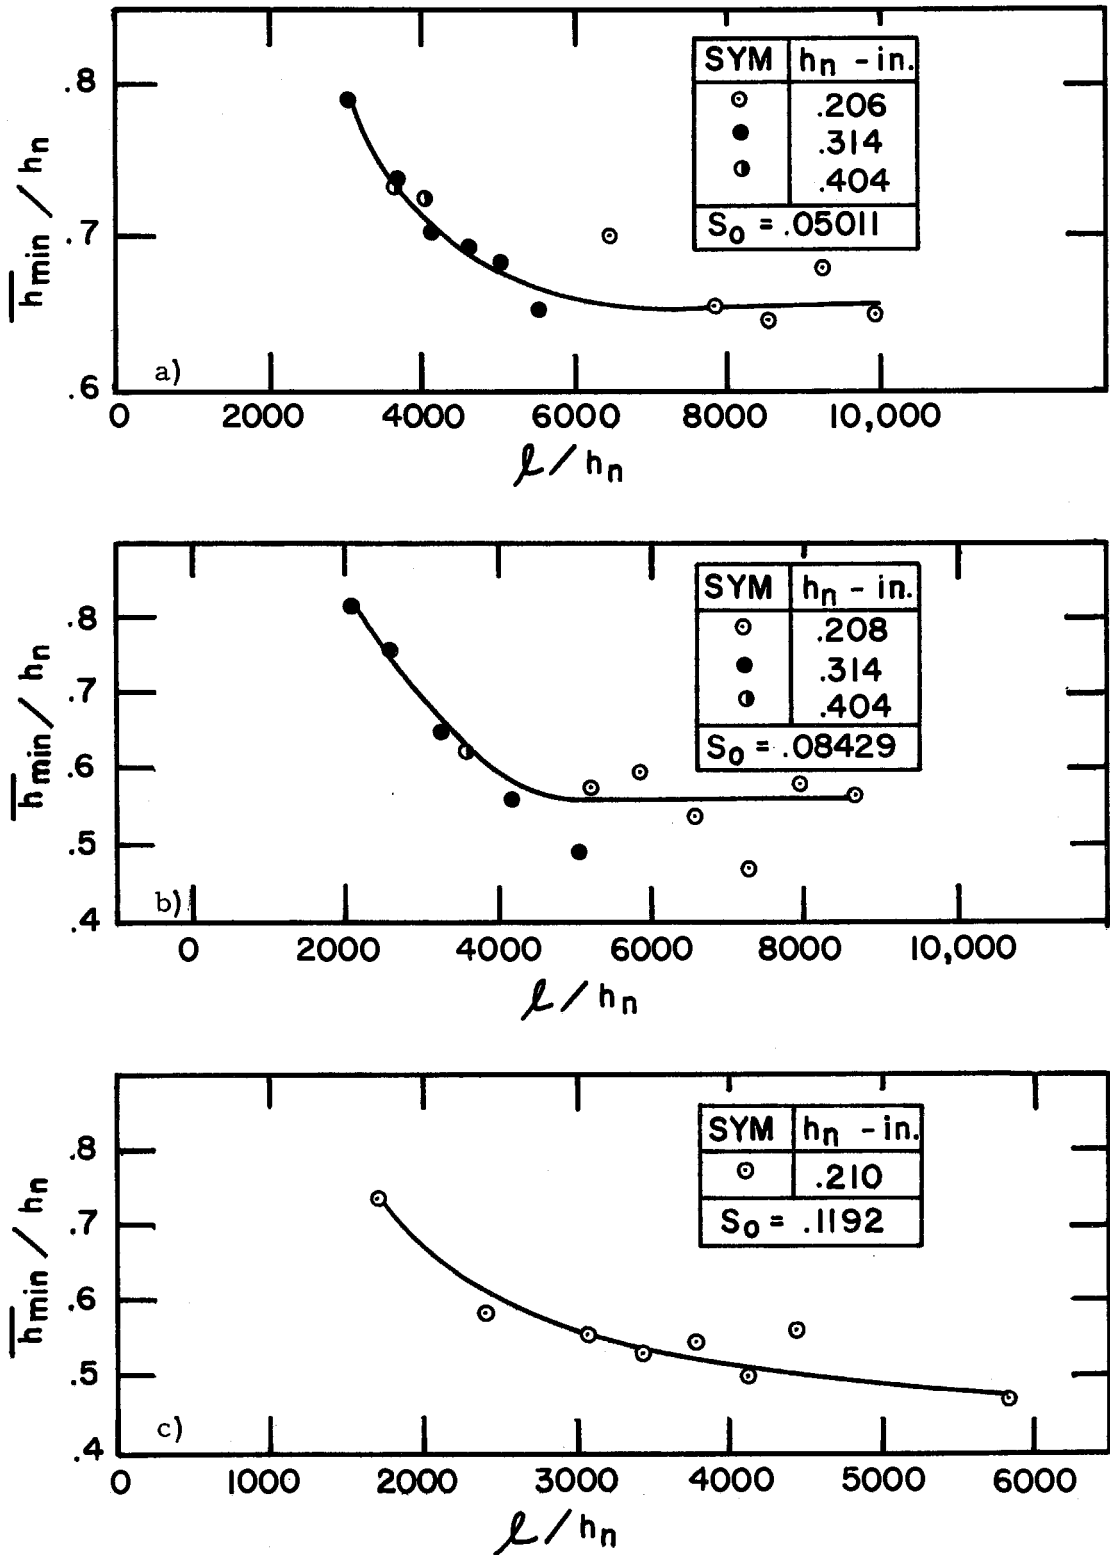 .8
.7
.6
h̅min / hn
a)
SYM hn - in.
⊙ .206
● .314
◑ .404
So = .05011
0 2000 4000 6000 8000 10,000
ℓ / hn
.8
.7
.6
.5
.4
h̅min / hn
b)
SYM hn - in.
⊙ .208
● .314
◑ .404
So = .08429
0 2000 4000 6000 8000 10,000
ℓ / hn
.8
.7
.6
.5
.4
h̅min / hn
c)
SYM hn - in.
⊙ .210
So = .1192
0 1000 2000 3000 4000 5000 6000
ℓ / hn